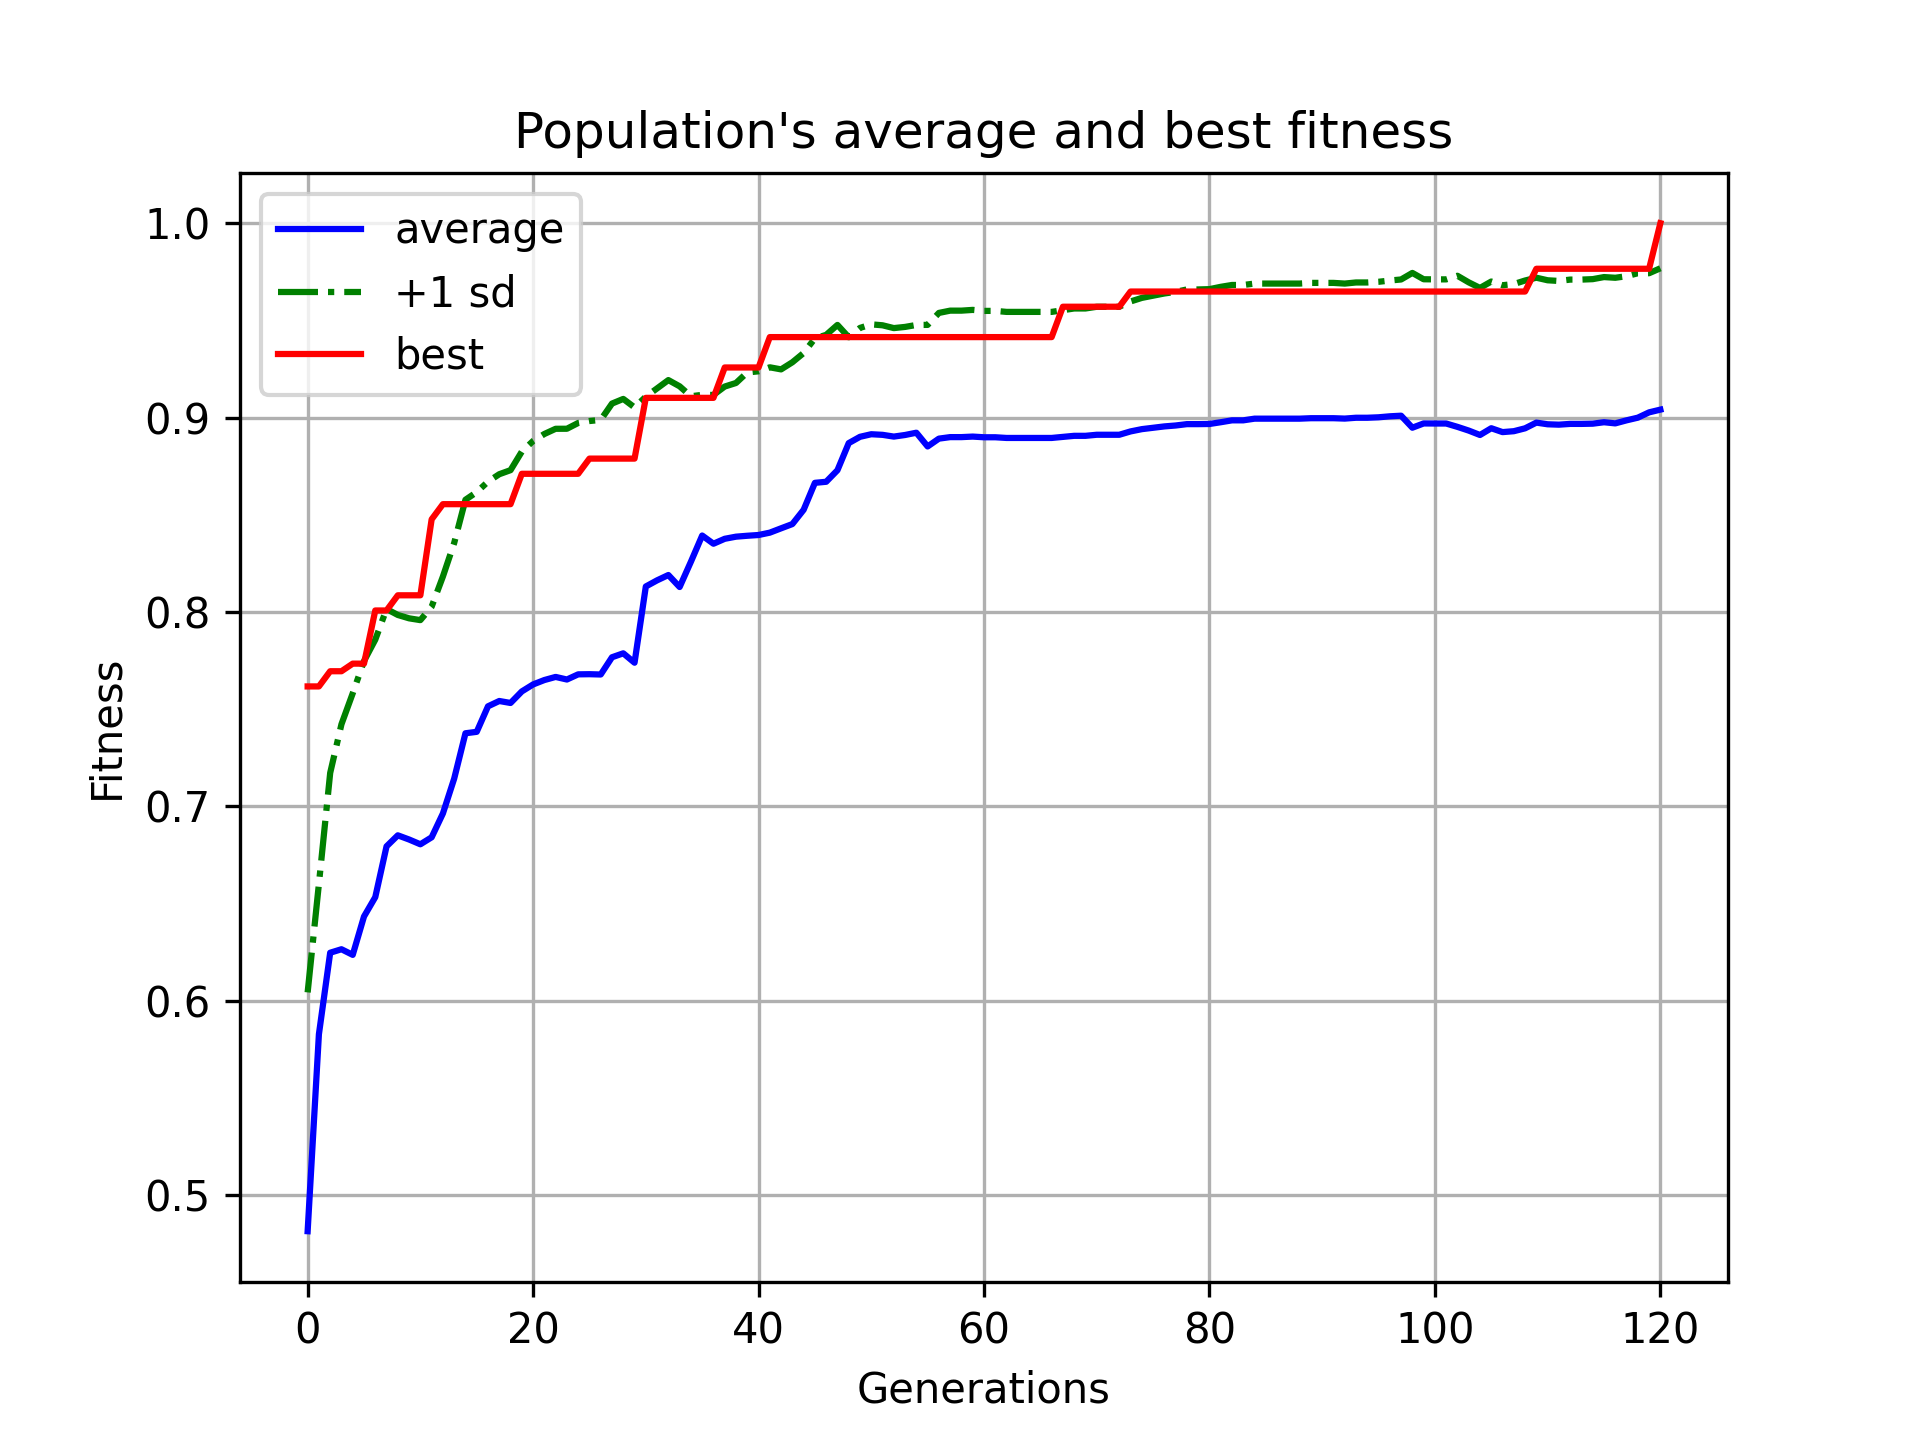 Population's average and best fitness
average
+1 sd
best
1.0
0.9
0.8
0.7
0.6
0.5
Fitness
0 20 40 60 80 100 120
Generations